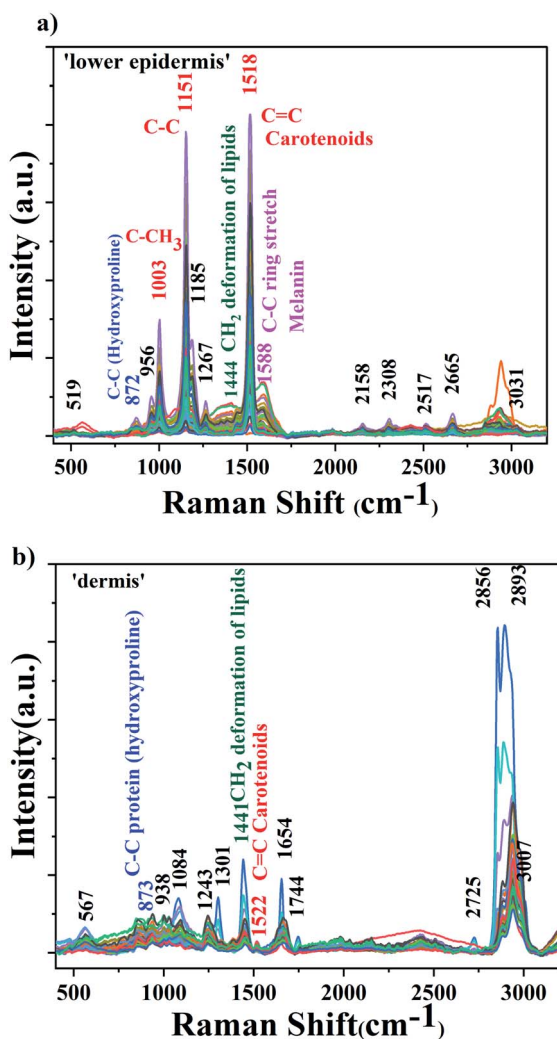 a)
'lower epidermis'
1151
1518
C-C
C=C
Carotenoids
C-CH3
1003
1185
C-C (Hydroxyproline)
872
956
1267
1444 CH2 deformation of lipids
1588 C-C ring stretch
Melanin
519
2158
2308
2517
2665
3031
Intensity (a.u.)
500 1000 1500 2000 2500 3000
Raman Shift (cm-1)
b)
'dermis'
2856
2893
C-C protein (hydroxyproline)
873
1441CH2 deformation of lipids
1522 C=C Carotenoids
567
938
1084
1243
1301
1654
1744
2725
3007
Intensity(a.u.)
500 1000 1500 2000 2500 3000
Raman Shift(cm-1)